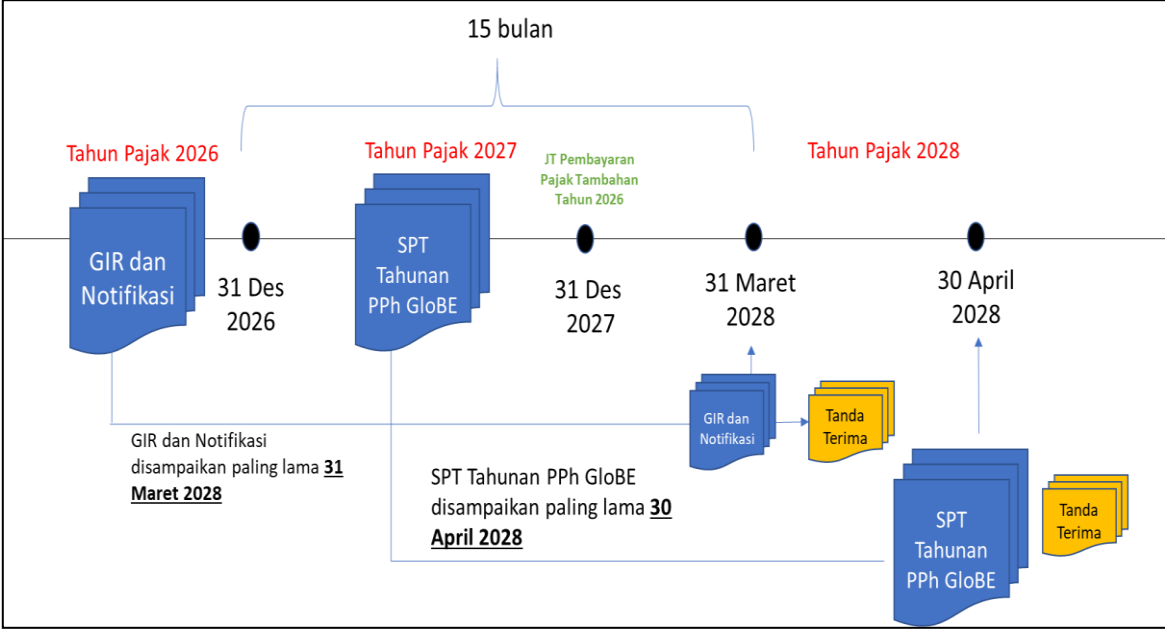 15 bulan
Tahun Pajak 2026
Tahun Pajak 2027
JT Pembayaran
Pajak Tambahan
Tahun 2026
Tahun Pajak 2028
GIR dan
Notifikasi
31 Des
2026
SPT
Tahunan
PPh GloBE
31 Des
2027
31 Maret
2028
30 April
2028
GIR dan
Notifikasi
Tanda
Terima
GIR dan Notifikasi
disampaikan paling lama 31
Maret 2028
SPT Tahunan PPh GloBE
disampaikan paling lama 30
April 2028
SPT
Tahunan
PPh GloBE
Tanda
Terima